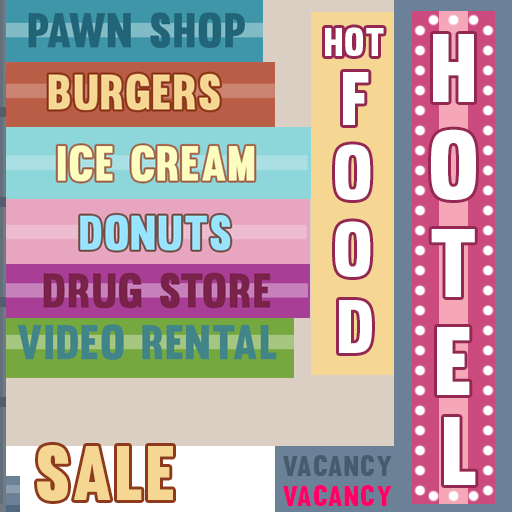 PAWN SHOP
BURGERS
ICE CREAM
DONUTS
DRUG STORE
VIDEO RENTAL
SALE
HOT
FOOD
VACANCY
VACANCY
HOTEL